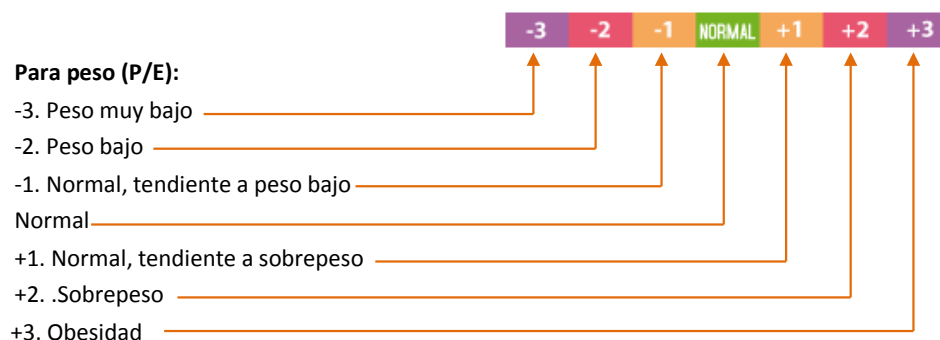 -3 -2 -1 NORMAL +1 +2 +3
Para peso (P/E):
-3. Peso muy bajo
-2. Peso bajo
-1. Normal, tendiente a peso bajo
Normal
+1. Normal, tendiente a sobrepeso
+2. .Sobrepeso
+3. Obesidad